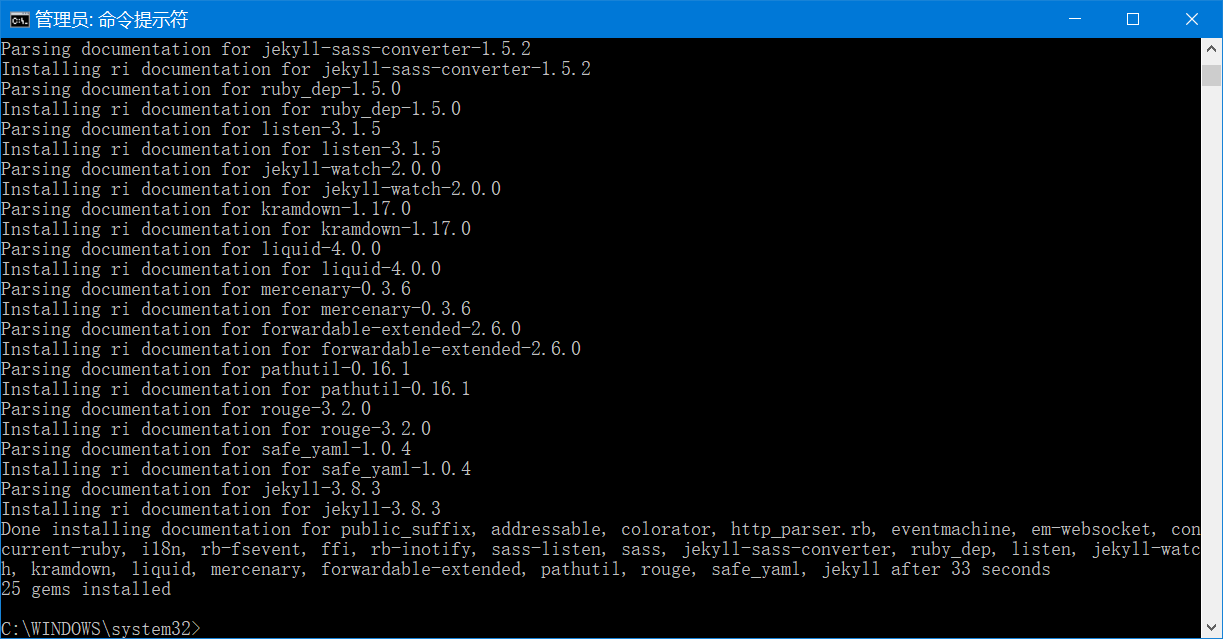 管理员: 命令提示符
Parsing documentation for jekyll-sass-converter-1.5.2
Installing ri documentation for jekyll-sass-converter-1.5.2
Parsing documentation for ruby_dep-1.5.0
Installing ri documentation for ruby_dep-1.5.0
Parsing documentation for listen-3.1.5
Installing ri documentation for listen-3.1.5
Parsing documentation for jekyll-watch-2.0.0
Installing ri documentation for jekyll-watch-2.0.0
Parsing documentation for kramdown-1.17.0
Installing ri documentation for kramdown-1.17.0
Parsing documentation for liquid-4.0.0
Installing ri documentation for liquid-4.0.0
Parsing documentation for mercenary-0.3.6
Installing ri documentation for mercenary-0.3.6
Parsing documentation for forwardable-extended-2.6.0
Installing ri documentation for forwardable-extended-2.6.0
Parsing documentation for pathutil-0.16.1
Installing ri documentation for pathutil-0.16.1
Parsing documentation for rouge-3.2.0
Installing ri documentation for rouge-3.2.0
Parsing documentation for safe_yaml-1.0.4
Installing ri documentation for safe_yaml-1.0.4
Parsing documentation for jekyll-3.8.3
Installing ri documentation for jekyll-3.8.3
Done installing documentation for public_suffix, addressable, colorator, http_parser.rb, eventmachine, em-websocket, con
current-ruby, i18n, rb-fsevent, ffi, rb-inotify, sass-listen, sass, jekyll-sass-converter, ruby_dep, listen, jekyll-watc
h, kramdown, liquid, mercenary, forwardable-extended, pathutil, rouge, safe_yaml, jekyll after 33 seconds
25 gems installed
C:\WINDOWS\system32>